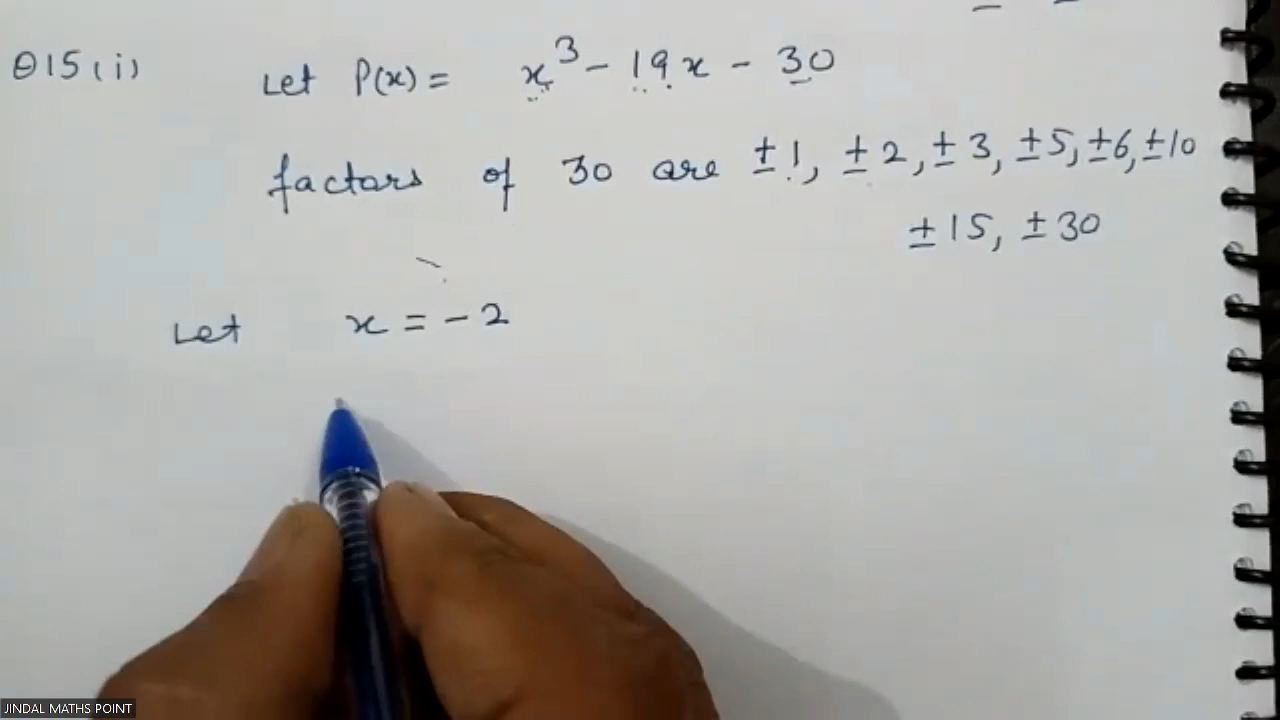 Q15(i) Let P(x) = x³ - 19x - 30
factors of 30 are ± 1, ± 2, ± 3, ± 5, ± 6, ± 10
± 15, ± 30
Let x = - 2
JINDAL MATHS POINT